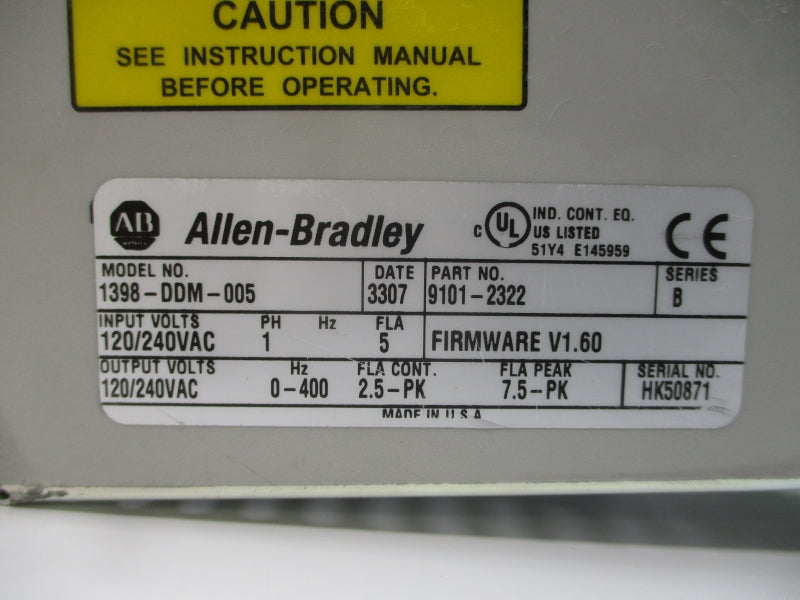 CAUTION
SEE INSTRUCTION MANUAL
BEFORE OPERATING.
AB Allen-Bradley
C UL IND. CONT. EQ.
US LISTED
51Y4 E145959
CE
MODEL NO. DATE PART NO. SERIES
1398-DDM-005 3307 9101-2322 B
INPUT VOLTS PH Hz FLA
120/240VAC 1 5 FIRMWARE V1.60
OUTPUT VOLTS Hz FLA CONT. FLA PEAK SERIAL NO.
120/240VAC 0-400 2.5-PK 7.5-PK HK50871
MADE IN U.S.A